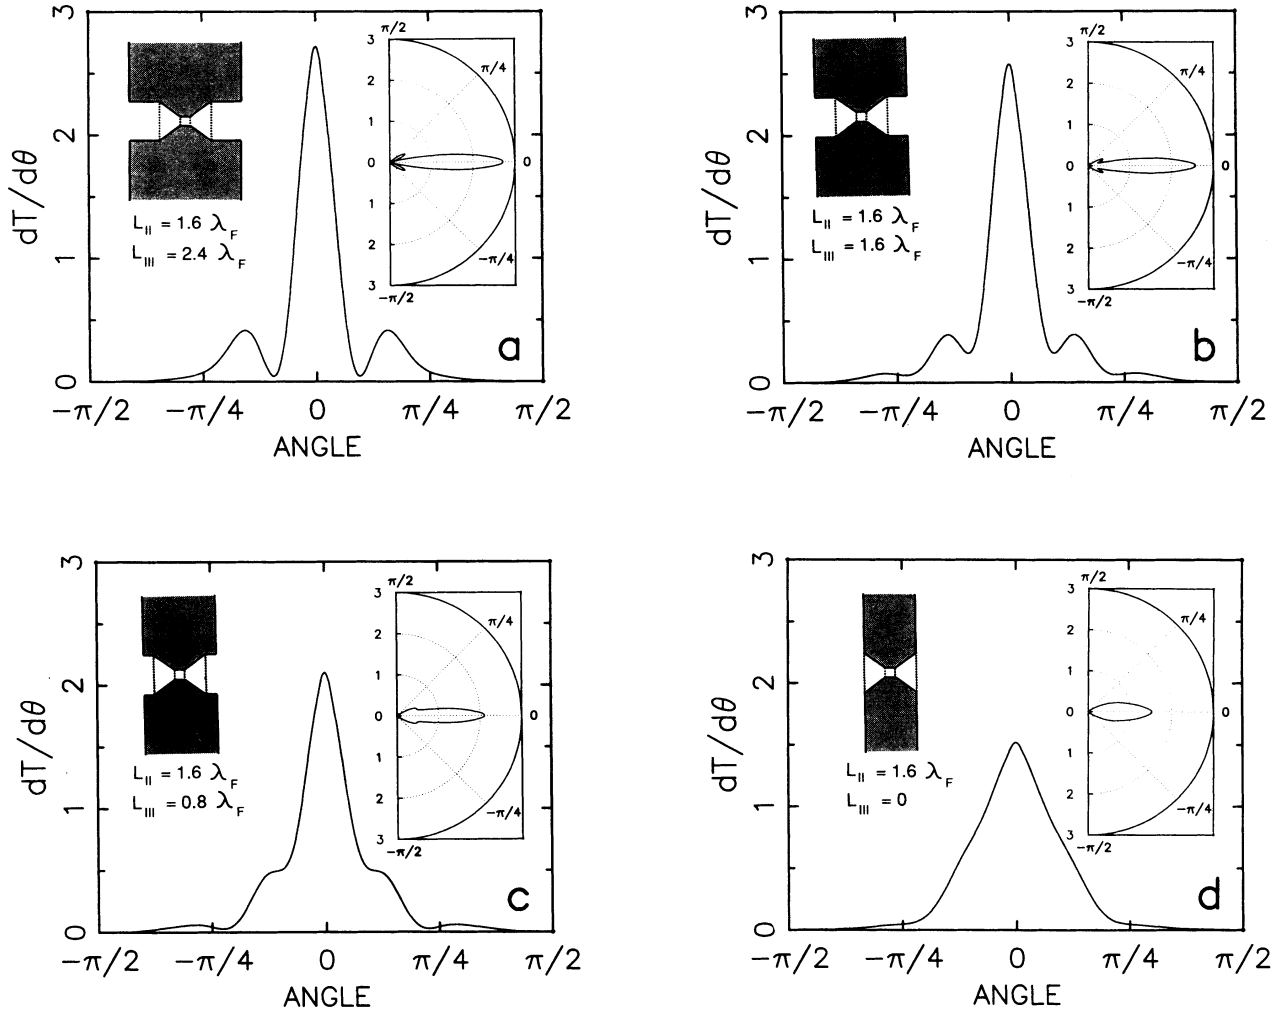 3
2
1
0
dT/dθ
−π/2
−π/4
0
π/4
π/2
ANGLE
L_II = 1.6 λ_F
L_III = 2.4 λ_F
π/2
3
2
1
0
1
2
3
−π/2
π/4
0
−π/4
a
3
2
1
0
dT/dθ
−π/2
−π/4
0
π/4
π/2
ANGLE
L_II = 1.6 λ_F
L_III = 1.6 λ_F
π/2
3
2
1
0
1
2
3
−π/2
π/4
0
−π/4
b
3
2
1
0
dT/dθ
−π/2
−π/4
0
π/4
π/2
ANGLE
L_II = 1.6 λ_F
L_III = 0.8 λ_F
π/2
3
2
1
0
1
2
3
−π/2
π/4
0
−π/4
c
3
2
1
0
dT/dθ
−π/2
−π/4
0
π/4
π/2
ANGLE
L_II = 1.6 λ_F
L_III = 0
π/2
3
2
1
0
1
2
3
−π/2
π/4
0
−π/4
d